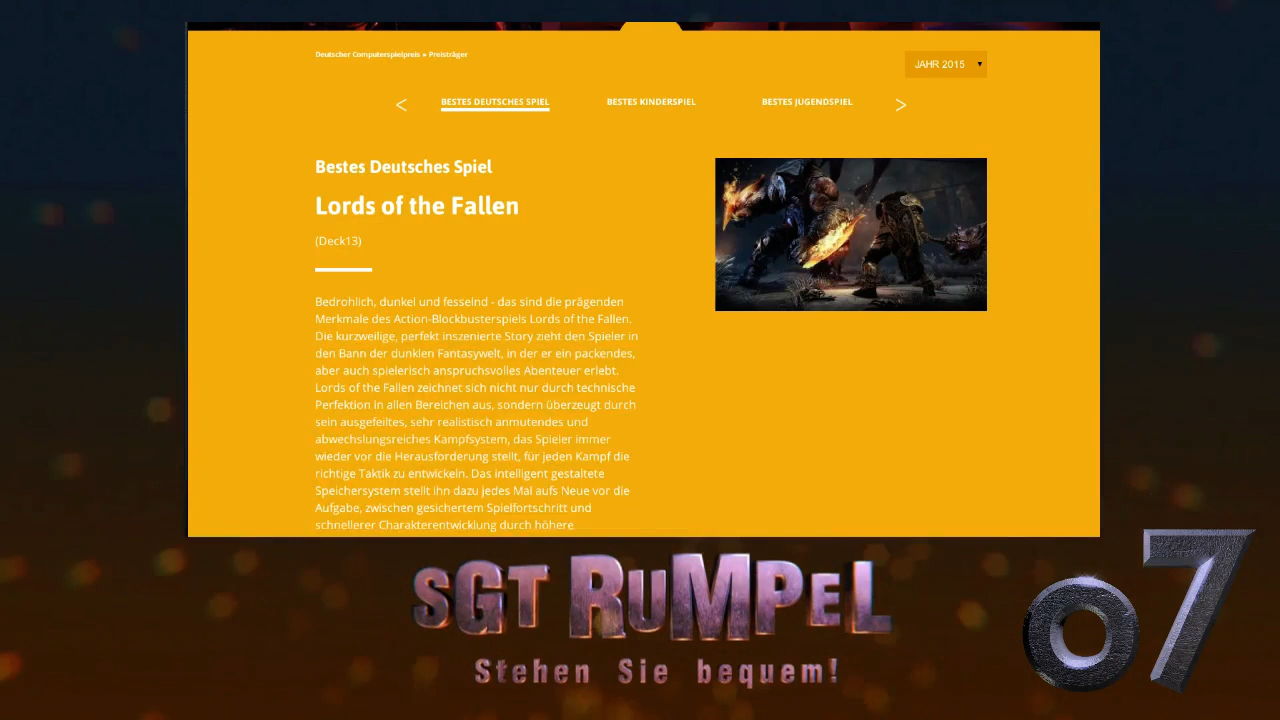 Deutscher Computerspielpreis » Preisträger
JAHR 2015
< BESTES DEUTSCHES SPIEL BESTES KINDERSPIEL BESTES JUGENDSPIEL >
Bestes Deutsches Spiel
Lords of the Fallen
(Deck13)
Bedrohlich, dunkel und fesselnd - das sind die prägenden
Merkmale des Action-Blockbusterspiels Lords of the Fallen.
Die kurzweilige, perfekt inszenierte Story zieht den Spieler in
den Bann der dunklen Fantasywelt, in der er ein packendes,
aber auch spielerisch anspruchsvolles Abenteuer erlebt.
Lords of the Fallen zeichnet sich nicht nur durch technische
Perfektion in allen Bereichen aus, sondern überzeugt durch
sein ausgefeiltes, sehr realistisch anmutendes und
abwechslungsreiches Kampfsystem, das Spieler immer
wieder vor die Herausforderung stellt, für jeden Kampf die
richtige Taktik zu entwickeln. Das intelligent gestaltete
Speichersystem stellt ihn dazu jedes Mal aufs Neue vor die
Aufgabe, zwischen gesichertem Spielfortschritt und
schnellerer Charakterentwicklung durch höhere
SGT RUMPEL
Stehen Sie bequem!
o7